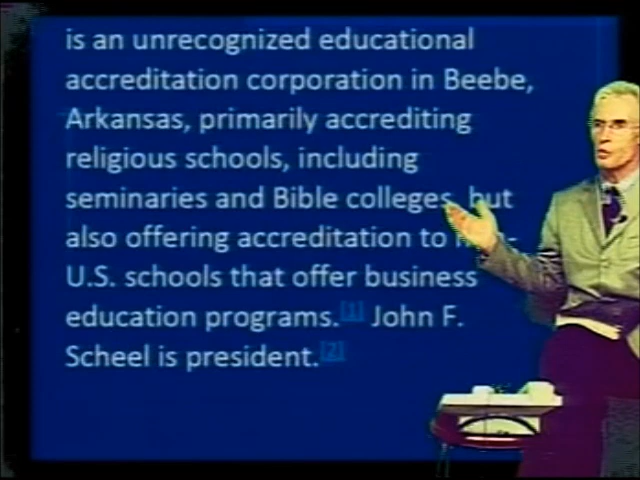 is an unrecognized educational
accreditation corporation in Beebe,
Arkansas, primarily accrediting
religious schools, including
seminaries and Bible colleges, but
also offering accreditation to
U.S. schools that offer business
education programs.[1] John F.
Scheel is president.[2]